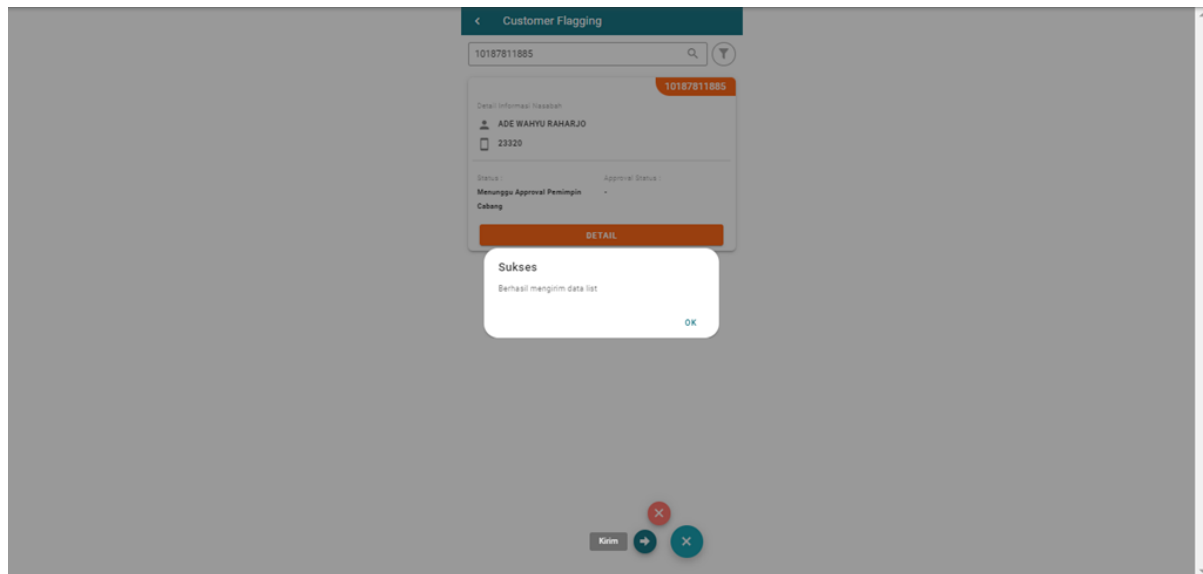 Customer Flagging
10187811885
10187811885
Detail Informasi Nasabah
ADE WAHYU RAHARJO
23320
Status :
Approval Status :
Menunggu Approval Pemimpin
Cabang
-
DETAIL
Sukses
Berhasil mengirim data list
OK
Kirim